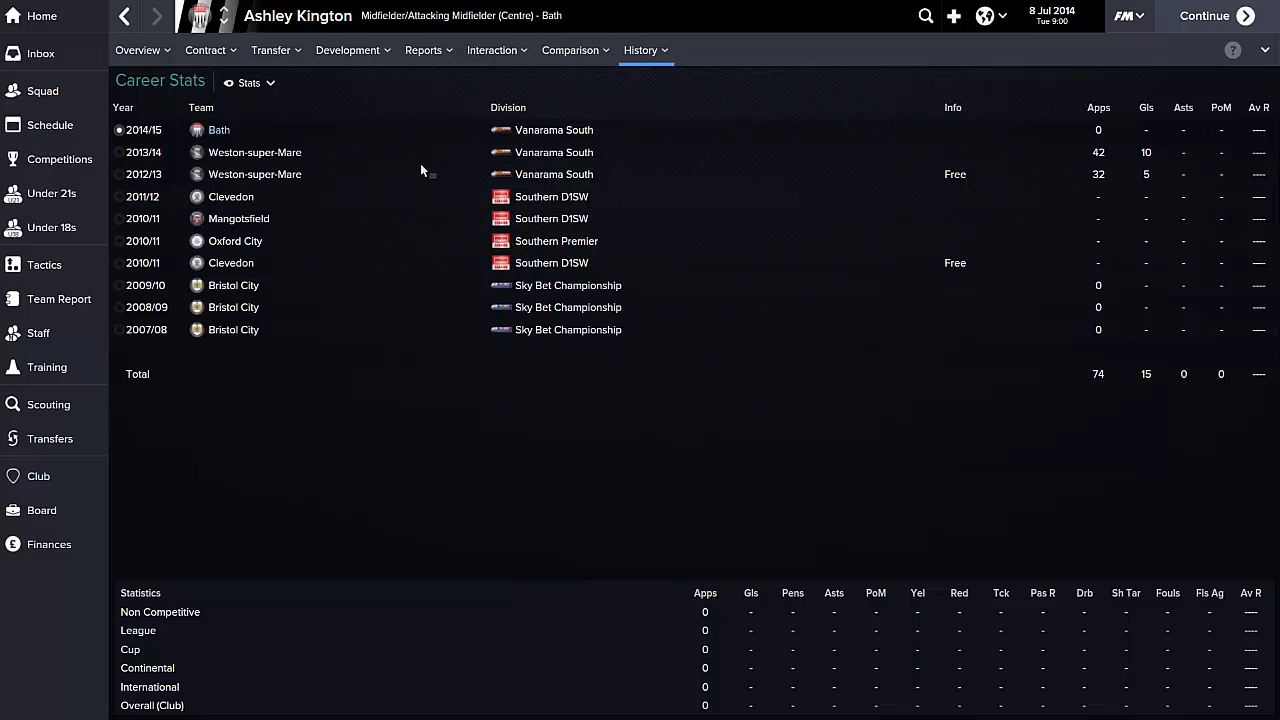 Home
Ashley Kington Midfielder/Attacking Midfielder (Centre) - Bath
8 Jul 2014
Tue 9:00
FM
Continue
Inbox
Squad
Schedule
Competitions
Under 21s
Under 18s
Tactics
Team Report
Staff
Training
Scouting
Transfers
Club
Board
Finances
Overview Contract Transfer Development Reports Interaction Comparison History ?
Career Stats Stats
Year Team Division Info Apps Gls Asts PoM Av R
2014/15 Bath Vanarama South 0 - - - ----
2013/14 Weston-super-Mare Vanarama South 42 10 - - ----
2012/13 Weston-super-Mare Vanarama South Free 32 5 - - ----
2011/12 Clevedon Southern D1SW - - - - ----
2010/11 Mangotsfield Southern D1SW - - - - ----
2010/11 Oxford City Southern Premier - - - - ----
2010/11 Clevedon Southern D1SW Free - - - - ----
2009/10 Bristol City Sky Bet Championship 0 - - - ----
2008/09 Bristol City Sky Bet Championship 0 - - - ----
2007/08 Bristol City Sky Bet Championship 0 - - - ----
Total 74 15 0 0 ----
Statistics Apps Gls Pens Asts PoM Yel Red Tck Pas R Drb Sh Tar Fouls Fls Ag Av R
Non Competitive 0 - - - - - - - - - - - - ----
League 0 - - - - - - - - - - - - ----
Cup 0 - - - - - - - - - - - - ----
Continental 0 - - - - - - - - - - - - ----
International 0 - - - - - - - - - - - - ----
Overall (Club) 0 - - - - - - - - - - - - ----